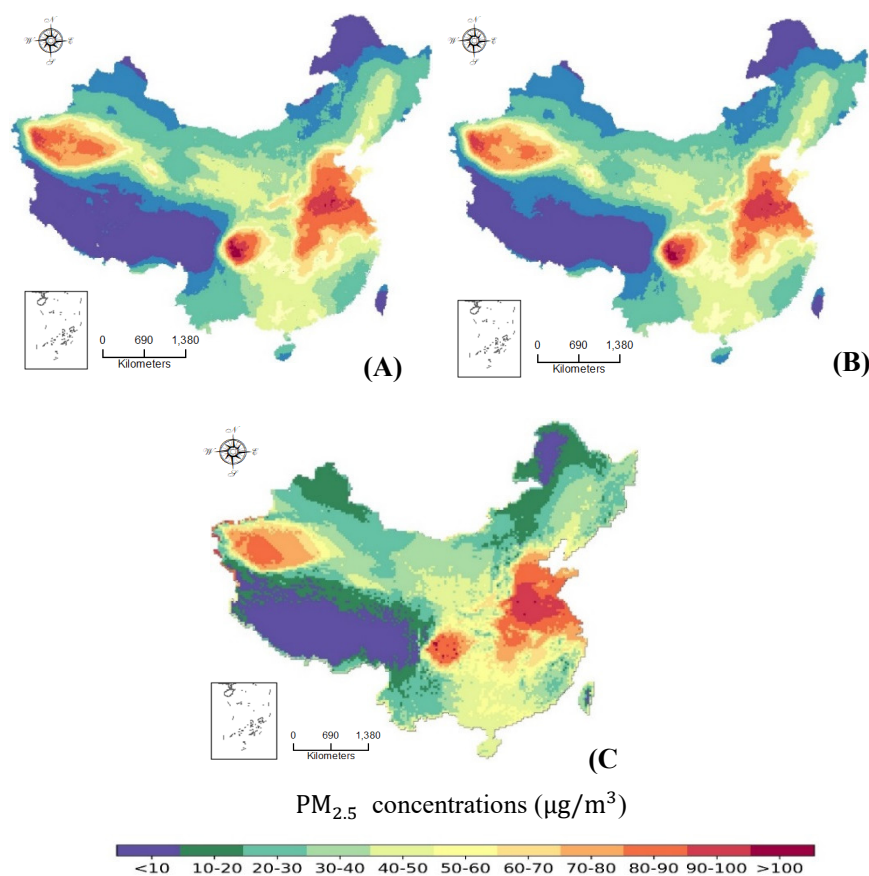 N
W E
S
N
W E
S
0 690 1,380
Kilometers
(A)
0 690 1,380
Kilometers
(B)
N
W E
S
0 690 1,380
Kilometers
(C
PM2.5 concentrations (μg/m³)
<10 10-20 20-30 30-40 40-50 50-60 60-70 70-80 80-90 90-100 >100